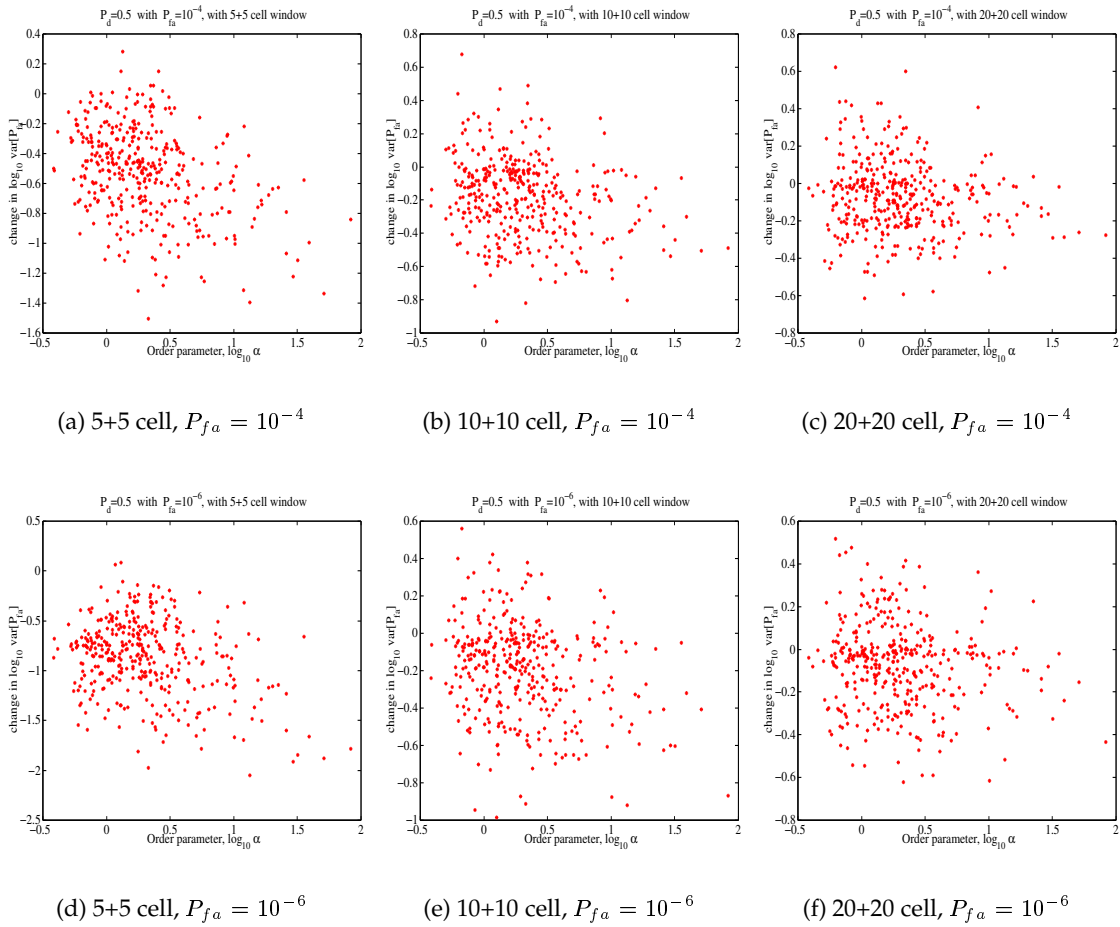 P_d=0.5 with P_fa=10^−4, with 5+5 cell window
P_d=0.5 with P_fa=10^−4, with 10+10 cell window
P_d=0.5 with P_fa=10^−4, with 20+20 cell window
change in log_10 var[P_fa]
0.4
0.2
0
−0.2
−0.4
−0.6
−0.8
−1
−1.2
−1.4
−1.6
−0.5 0 0.5 1 1.5 2
Order parameter, log_10 α
change in log_10 var[P_fa]
0.8
0.6
0.4
0.2
0
−0.2
−0.4
−0.6
−0.8
−1
−0.5 0 0.5 1 1.5 2
Order parameter, log_10 α
change in log_10 var[P_fa]
0.8
0.6
0.4
0.2
0
−0.2
−0.4
−0.6
−0.8
−0.5 0 0.5 1 1.5 2
Order parameter, log_10 α
(a) 5+5 cell, P_fa = 10^−4
(b) 10+10 cell, P_fa = 10^−4
(c) 20+20 cell, P_fa = 10^−4
P_d=0.5 with P_fa=10^−6, with 5+5 cell window
P_d=0.5 with P_fa=10^−6, with 10+10 cell window
P_d=0.5 with P_fa=10^−6, with 20+20 cell window
change in log_10 var[P_fa]
0.5
0
−0.5
−1
−1.5
−2
−2.5
−0.5 0 0.5 1 1.5 2
Order parameter, log_10 α
change in log_10 var[P_fa]
0.6
0.4
0.2
0
−0.2
−0.4
−0.6
−0.8
−1
−0.5 0 0.5 1 1.5 2
Order parameter, log_10 α
change in log_10 var[P_fa]
0.6
0.4
0.2
0
−0.2
−0.4
−0.6
−0.8
−0.5 0 0.5 1 1.5 2
Order parameter, log_10 α
(d) 5+5 cell, P_fa = 10^−6
(e) 10+10 cell, P_fa = 10^−6
(f) 20+20 cell, P_fa = 10^−6